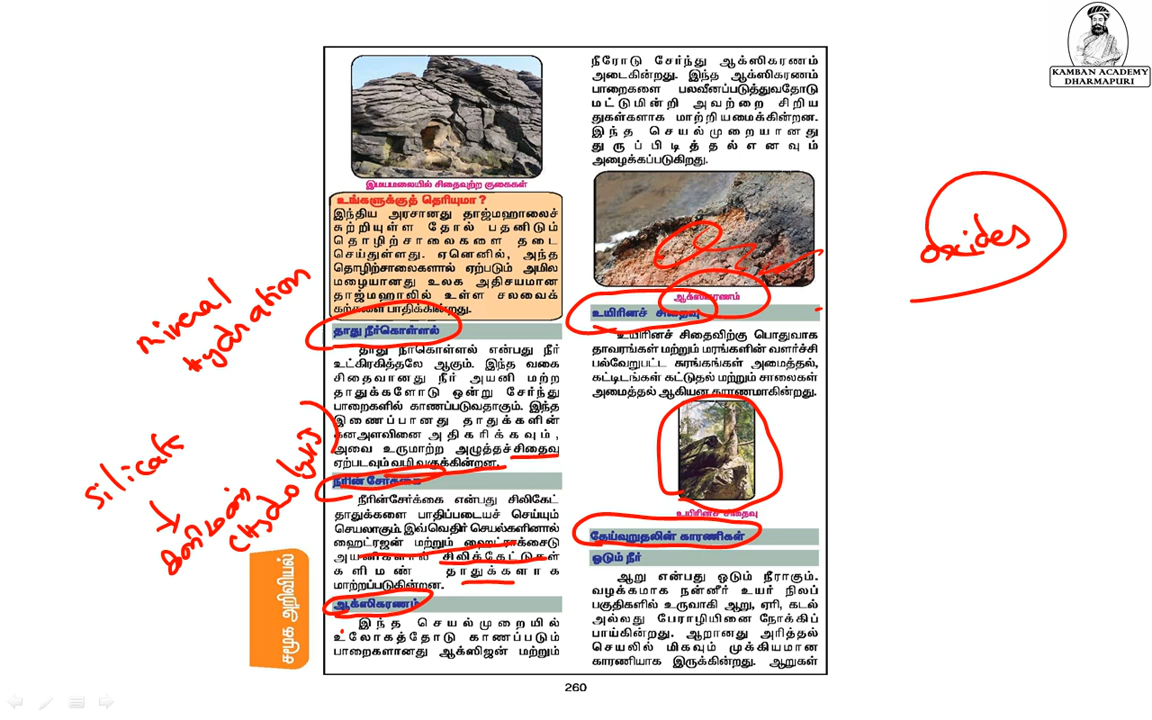 KAMBAN ACADEMY
DHARMAPURI
இமயமலையில் சிதைவுற்ற குகைகள்
உங்களுக்குத் தெரியுமா?
இந்திய அரசானது தாஜ்மஹாலைச்
சுற்றியுள்ள தோல் பதனிடும்
தொழிற்சாலைகளை தடை
செய்துள்ளது. ஏனெனில், அந்த
தொழிற்சாலைகளால் ஏற்படும் அமில
மழையானது உலக அதிசயமான
தாஜ்மஹாலில் உள்ள சலவைக்
கற்களை பாதிக்கின்றது.
தாது நீர்கொள்ளல்
தாது நீர்கொள்ளல் என்பது நீர்
உட்கிரகித்தலே ஆகும். இந்த வகை
சிதைவானது நீர் அயனி மற்ற
தாதுக்களோடு ஒன்று சேர்ந்து
பாறைகளில் காணப்படுவதாகும். இந்த
இணைப்பானது தாதுக்களின்
கனஅளவினை அதிகரிக்கவும்,
அவை உருமாற்ற அழுத்தச் சிதைவு
ஏற்படவும் வழி வகுக்கின்றன.
நீரின் சேர்க்கை
நீரின்சேர்க்கை என்பது சிலிகேட்
தாதுக்களை பாதிப்படையச் செய்யும்
செயலாகும். இவ்வெதிர் செயல்களினால்
ஹைட்ரஜன் மற்றும் ஹைட்ராக்சைடு
அயனிகளால் சிலிக்கேட்டுகள்
களிமண் தாதுக்களாக
மாற்றப்படுகின்றன.
ஆக்ஸிகரணம்
இந்த செயல்முறையில்
உலோகத்தோடு காணப்படும்
பாறைகளானது ஆக்ஸிஜன் மற்றும்
நீரோடு சேர்ந்து ஆக்ஸிகரணம்
அடைகின்றது. இந்த ஆக்ஸிகரணம்
பாறைகளை பலவீனப்படுத்துவதோடு
மட்டுமின்றி அவற்றை சிறிய
துகள்களாக மாற்றியமைக்கின்றன.
இந்த செயல்முறையானது
துருப்பிடித்தல் எனவும்
அழைக்கப்படுகிறது.
ஆக்ஸிகரணம்
உயிரினச் சிதைவு
உயிரினச் சிதைவிற்கு பொதுவாக
தாவரங்கள் மற்றும் மரங்களின் வளர்ச்சி
பல்வேறுபட்ட சுரங்கங்கள் அமைத்தல்,
கட்டிடங்கள் கட்டுதல் மற்றும் சாலைகள்
அமைத்தல் ஆகியன காரணமாகின்றது.
உயிரினச் சிதைவு
தேய்வுறுதலின் காரணிகள்
ஓடும் நீர்
ஆறு என்பது ஓடும் நீராகும்.
வழக்கமாக நன்னீர் உயர் நிலப்
பகுதிகளில் உருவாகி ஆறு, ஏரி, கடல்
அல்லது பேராழியினை நோக்கிப்
பாய்கின்றது. ஆறானது அரித்தல்
செயலில் மிகவும் முக்கியமான
காரணியாக இருக்கின்றது. ஆறுகள்
சமூக அறிவியல்
260
mineral
Hydration
silicate
களிமண்
oxides